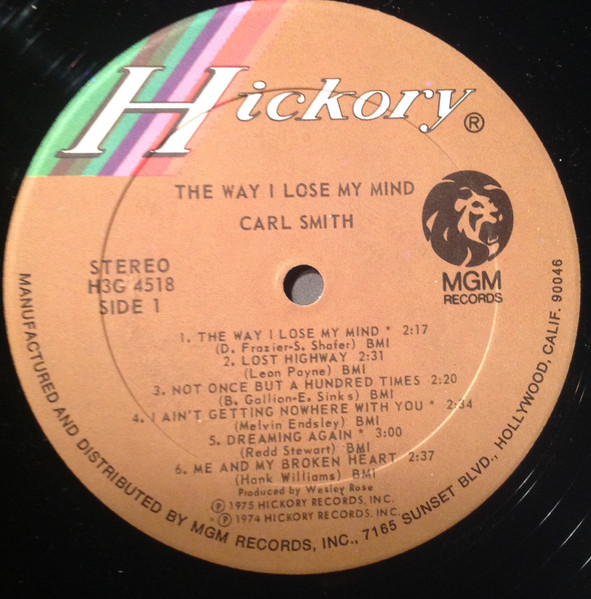 Hickory®
THE WAY I LOSE MY MIND
CARL SMITH
STEREO
H3G 4518
SIDE 1
MGM
RECORDS
1. THE WAY I LOSE MY MIND * 2:17
(D. Frazier-S. Shafer) BMI
2. LOST HIGHWAY 2:31
(Leon Payne) BMI
3. NOT ONCE BUT A HUNDRED TIMES 2:20
(B. Gallion-E. Sinks) BMI
4. I AIN'T GETTING NOWHERE WITH YOU * 2:34
(Melvin Endsley) BMI
5. DREAMING AGAIN * 3:00
(Redd Stewart) BMI
6. ME AND MY BROKEN HEART 2:37
(Hank Williams) BMI
Produced by Wesley Rose
℗ 1975 HICKORY RECORDS, INC.
* ℗ 1974 HICKORY RECORDS, INC.
MANUFACTURED AND DISTRIBUTED BY MGM RECORDS, INC., 7165 SUNSET BLVD., HOLLYWOOD, CALIF. 90046